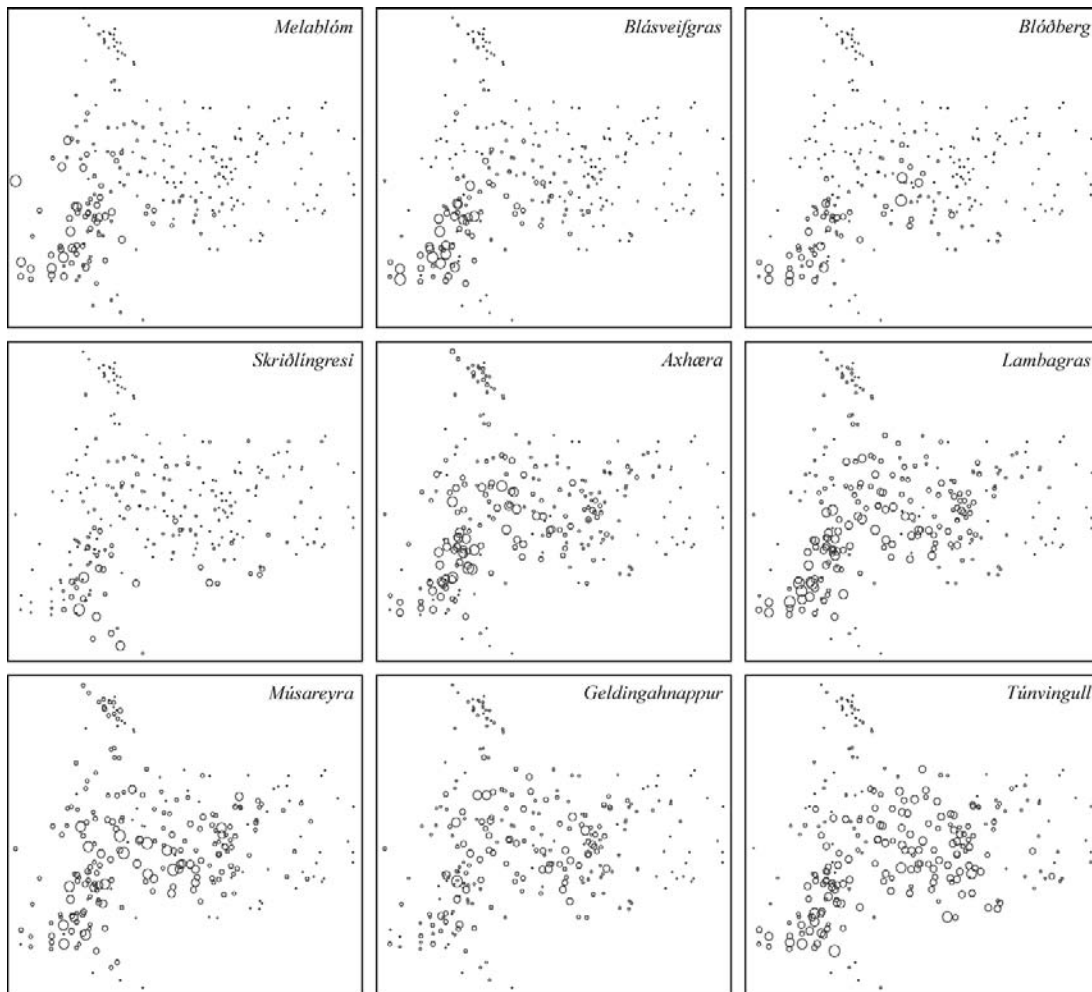 Melablóm
Blásveifgras
Blóðberg
Skriðlíngresi
Axhæra
Lambagras
Músareyra
Geldingahnappur
Túnvingull